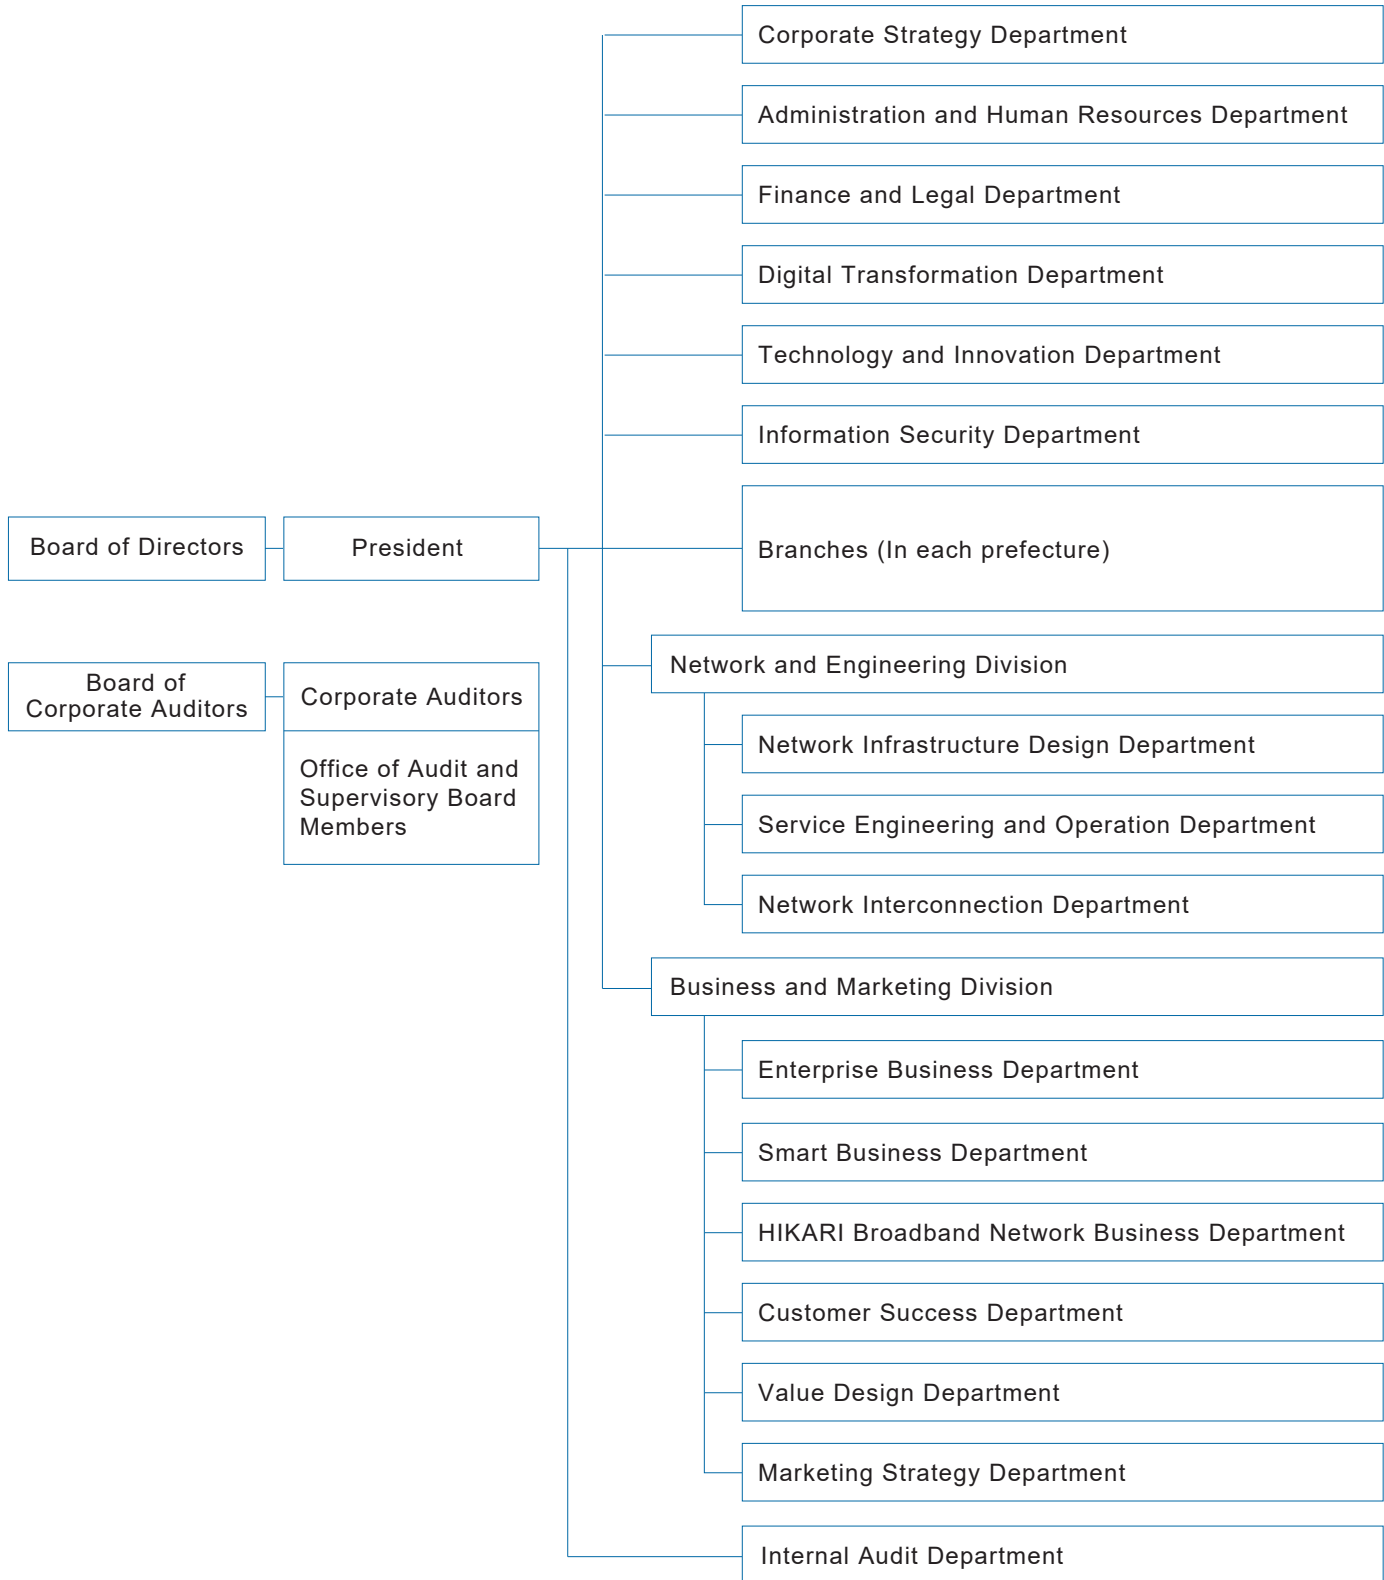 Corporate Strategy Department
Administration and Human Resources Department
Finance and Legal Department
Digital Transformation Department
Technology and Innovation Department
Information Security Department
Board of Directors
President
Branches (In each prefecture)
Board of
Corporate Auditors
Corporate Auditors
Office of Audit and
Supervisory Board
Members
Network and Engineering Division
Network Infrastructure Design Department
Service Engineering and Operation Department
Network Interconnection Department
Business and Marketing Division
Enterprise Business Department
Smart Business Department
HIKARI Broadband Network Business Department
Customer Success Department
Value Design Department
Marketing Strategy Department
Internal Audit Department